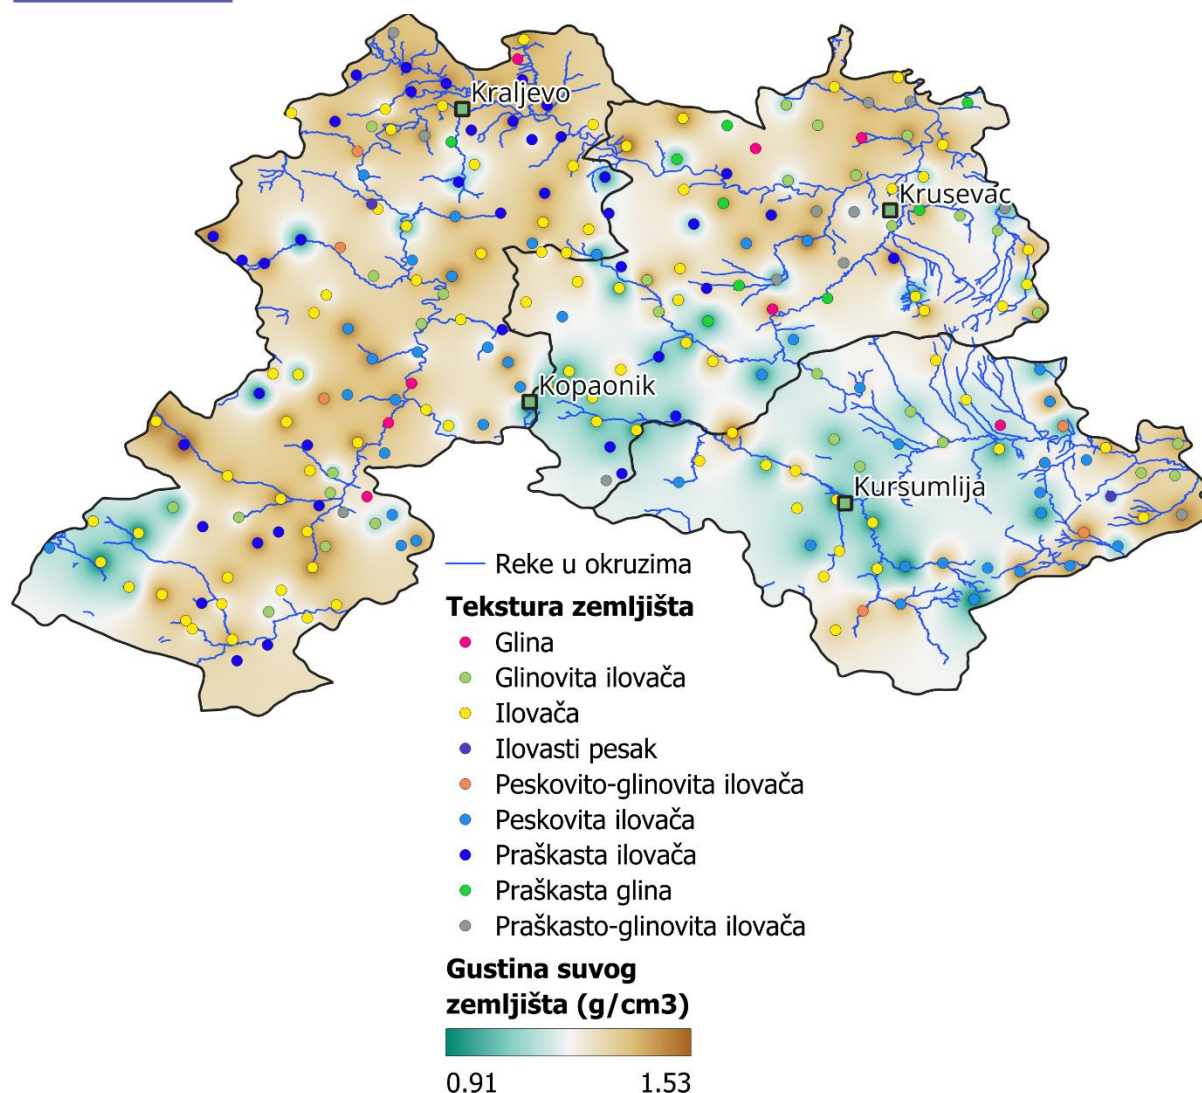 Kraljevo
Krusevac
Kopaonik
Kursumlija
Reke u okruzima
Tekstura zemljišta
Glina
Glinovita ilovača
Ilovača
Ilovasti pesak
Peskovito-glinovita ilovača
Peskovita ilovača
Praškasta ilovača
Praškasta glina
Praškasto-glinovita ilovača
Gustina suvog
zemljišta (g/cm3)
0.91 1.53